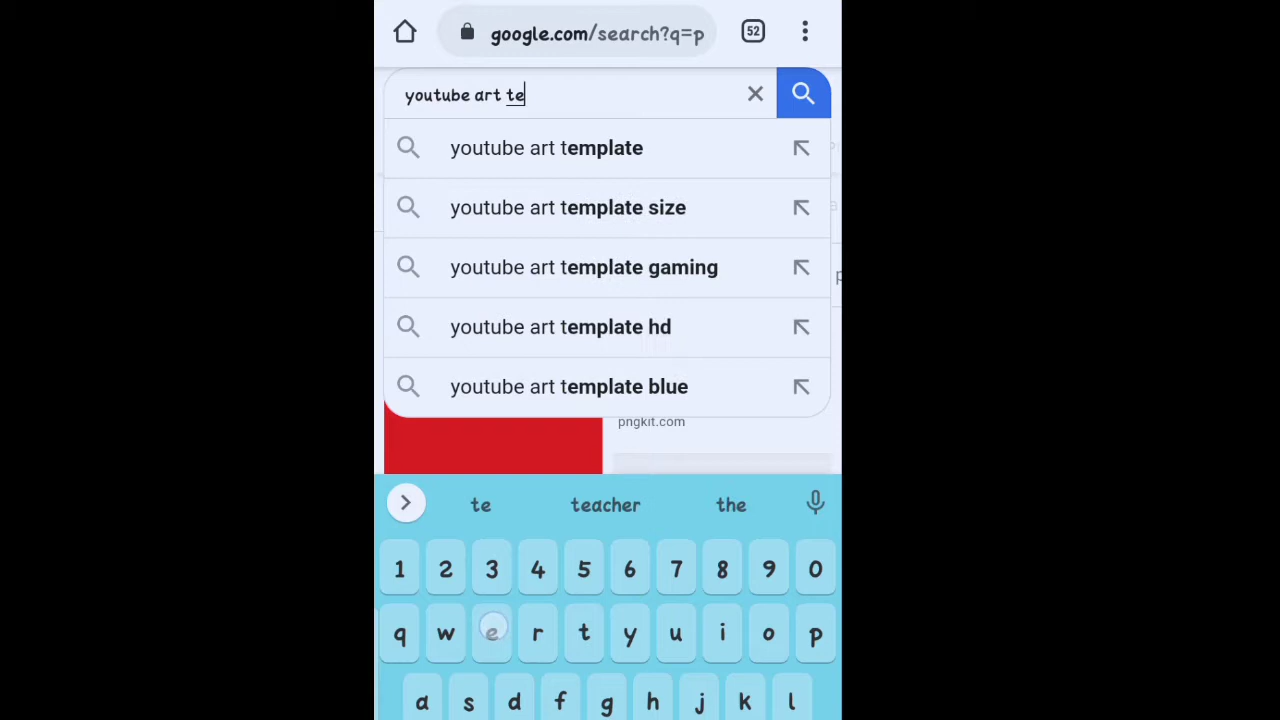 google.com/search?q=p
52
youtube art te
youtube art template
youtube art template size
youtube art template gaming
youtube art template hd
youtube art template blue
pngkit.com
te teacher the
1 2 3 4 5 6 7 8 9 0
q w e r t y u i o p
a s d f g h j k l